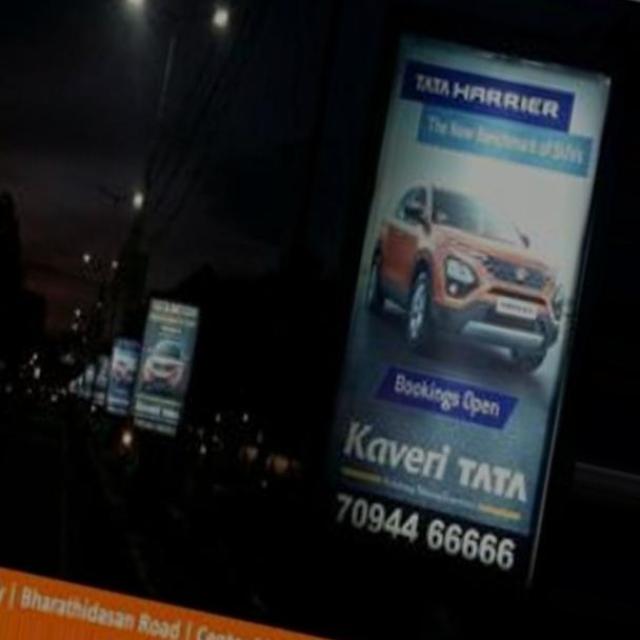 TATA HARRIER
The New Benchmark of SUVs
Bookings Open
Kaveri TATA
70944 66666
| Bharathidasan Road |